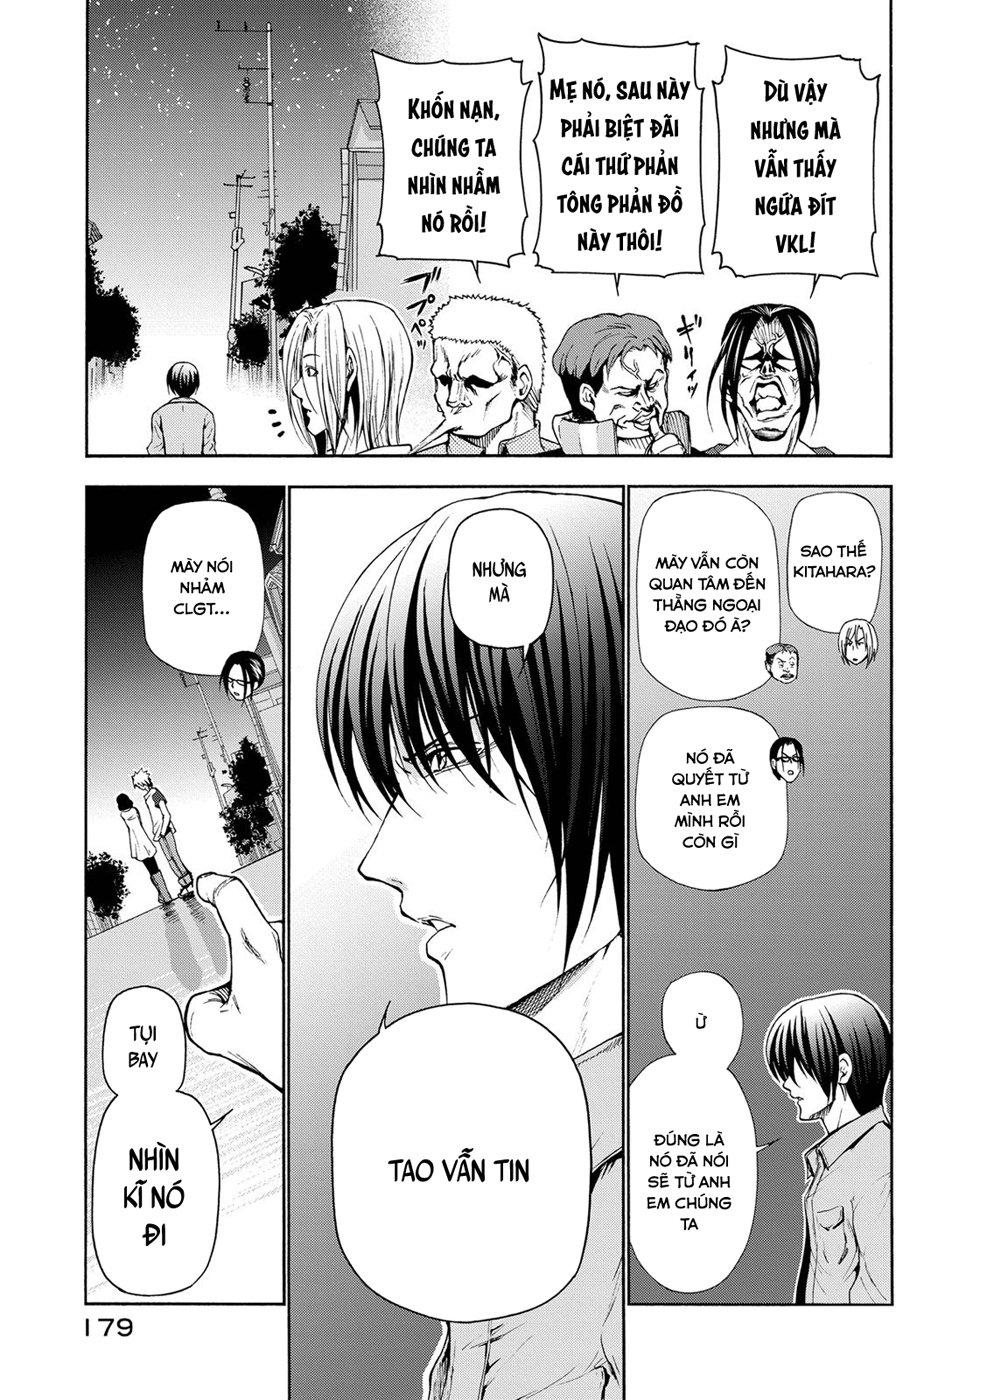 DÙ VẬY
NHƯNG MÀ
VẪN THẤY
NGỨA ĐÍT
VKL!
MẸ NÓ, SAU NÀY
PHẢI BIỆT ĐÃI
CÁI THỨ PHẢN
TÔNG PHẢN ĐỒ
NÀY THÔI!
KHỐN NẠN,
CHÚNG TA
NHÌN NHẦM
NÓ RỒI!
SAO THẾ
KITAHARA?
MÀY VẪN CÒN
QUAN TÂM ĐẾN
THẰNG NGOẠI
ĐẠO ĐÓ À?
NÓ ĐÃ
QUYẾT TỪ
ANH EM
MÌNH RỒI
CÒN GÌ
Ừ
ĐÚNG LÀ
NÓ ĐÃ NÓI
SẼ TỪ ANH
EM CHÚNG
TA
NHƯNG
MÀ
TAO VẪN TIN
MÀY NÓI
NHẢM
CLGT...
TỤI
BAY
NHÌN
KĨ NÓ
ĐI
179